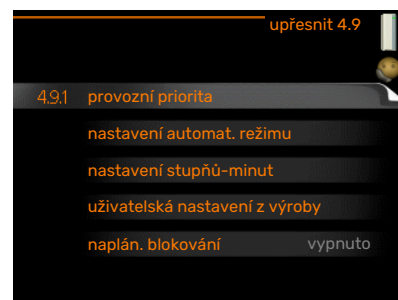 upřesnit 4.9
4.9.1 provozní priorita
nastavení automat. režimu
nastavení stupňů-minut
uživatelská nastavení z výroby
naplán. blokování vypnuto